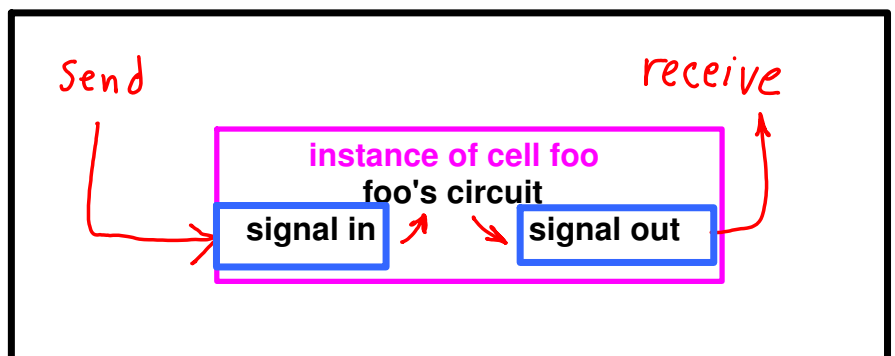 send
receive
instance of cell foo
foo's circuit
signal in
signal out